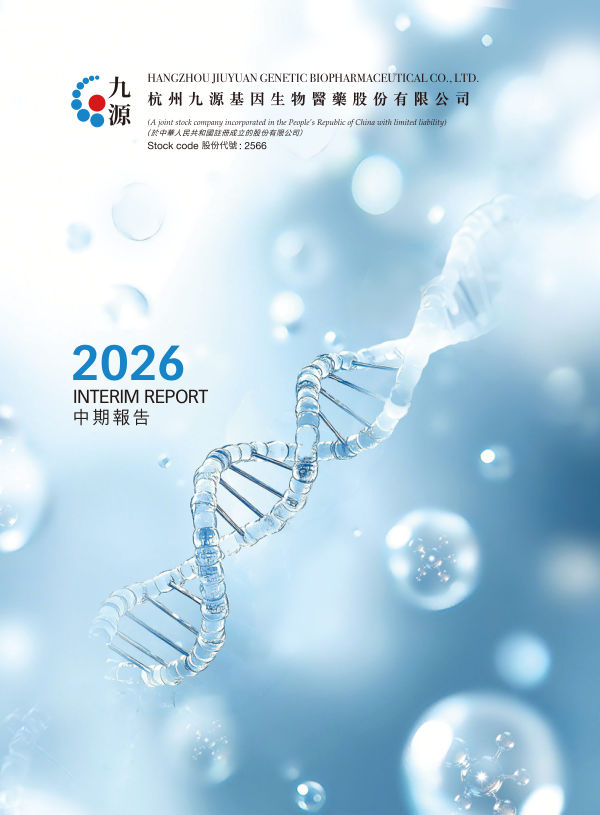 九源
HANGZHOU JIUYUAN GENETIC BIOPHARMACEUTICAL CO., LTD.
杭州九源基因生物醫藥股份有限公司
(A joint stock company incorporated in the People's Republic of China with limited liability)
(於中華人民共和國註冊成立的股份有限公司)
Stock code 股份代號 : 2566
2026
INTERIM REPORT
中期報告